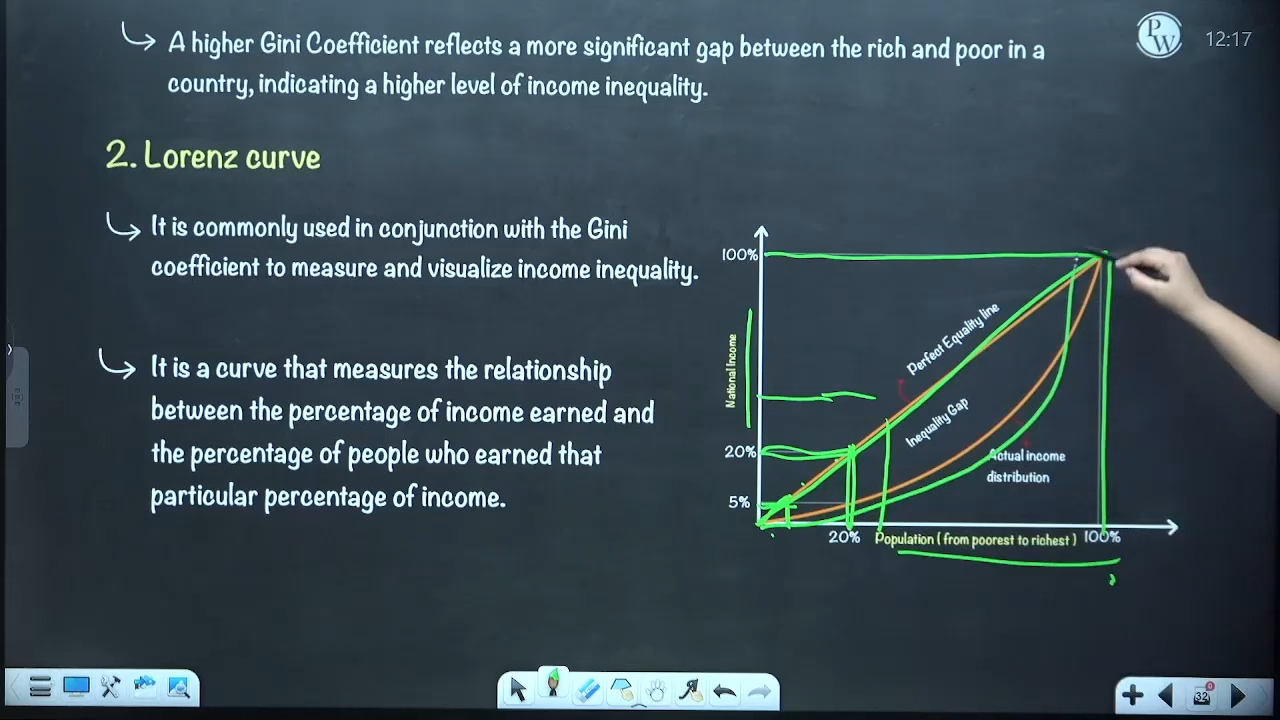 A higher Gini Coefficient reflects a more significant gap between the rich and poor in a
country, indicating a higher level of income inequality.
PW
12:17
2. Lorenz curve
It is commonly used in conjunction with the Gini
coefficient to measure and visualize income inequality.
It is a curve that measures the relationship
between the percentage of income earned and
the percentage of people who earned that
particular percentage of income.
100%
National Income
20%
5%
Perfect Equality line
Inequality Gap
Actual income
distribution
20%
Population (from poorest to richest)
100%
32